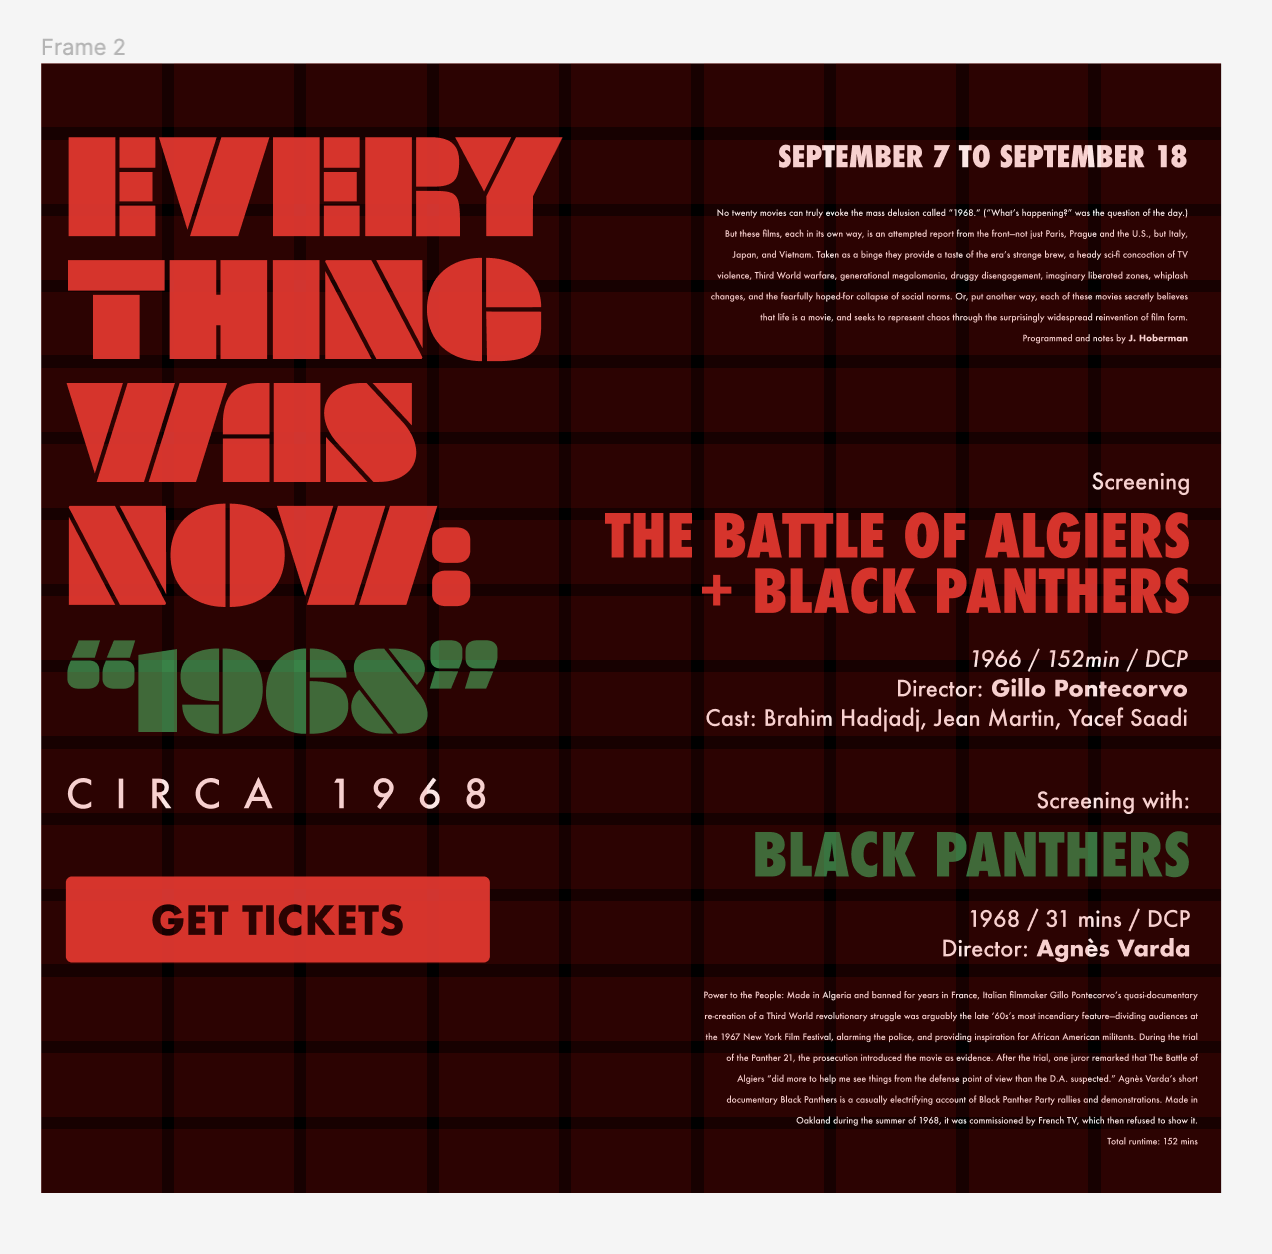 Frame 2
EVERY
THING
WAS
NOW:
“1968”
CIRCA 1968
GET TICKETS
SEPTEMBER 7 TO SEPTEMBER 18
No twenty movies can truly evoke the mass delusion called “1968.” (“What’s happening?” was the question of the day.)
But these films, each in its own way, is an attempted report from the front—not just Paris, Prague and the U.S., but Italy,
Japan, and Vietnam. Taken as a binge they provide a taste of the era’s strange brew, a heady sci-fi concoction of TV
violence, Third World warfare, generational megalomania, druggy disengagement, imaginary liberated zones, whiplash
changes, and the fearfully hoped-for collapse of social norms. Or, put another way, each of these movies secretly believes
that life is a movie, and seeks to represent chaos through the surprisingly widespread reinvention of film form.
Programmed and notes by J. Hoberman
Screening
THE BATTLE OF ALGIERS
+ BLACK PANTHERS
1966 / 152min / DCP
Director: Gillo Pontecorvo
Cast: Brahim Hadjadj, Jean Martin, Yacef Saadi
Screening with:
BLACK PANTHERS
1968 / 31 mins / DCP
Director: Agnès Varda
Power to the People: Made in Algeria and banned for years in France, Italian filmmaker Gillo Pontecorvo’s quasi-documentary
re-creation of a Third World revolutionary struggle was arguably the late ‘60s’s most incendiary feature—dividing audiences at
the 1967 New York Film Festival, alarming the police, and providing inspiration for African American militants. During the trial
of the Panther 21, the prosecution introduced the movie as evidence. After the trial, one juror remarked that The Battle of
Algiers “did more to help me see things from the defense point of view than the D.A. suspected.” Agnès Varda’s short
documentary Black Panthers is a casually electrifying account of Black Panther Party rallies and demonstrations. Made in
Oakland during the summer of 1968, it was commissioned by French TV, which then refused to show it.
Total runtime: 152 mins